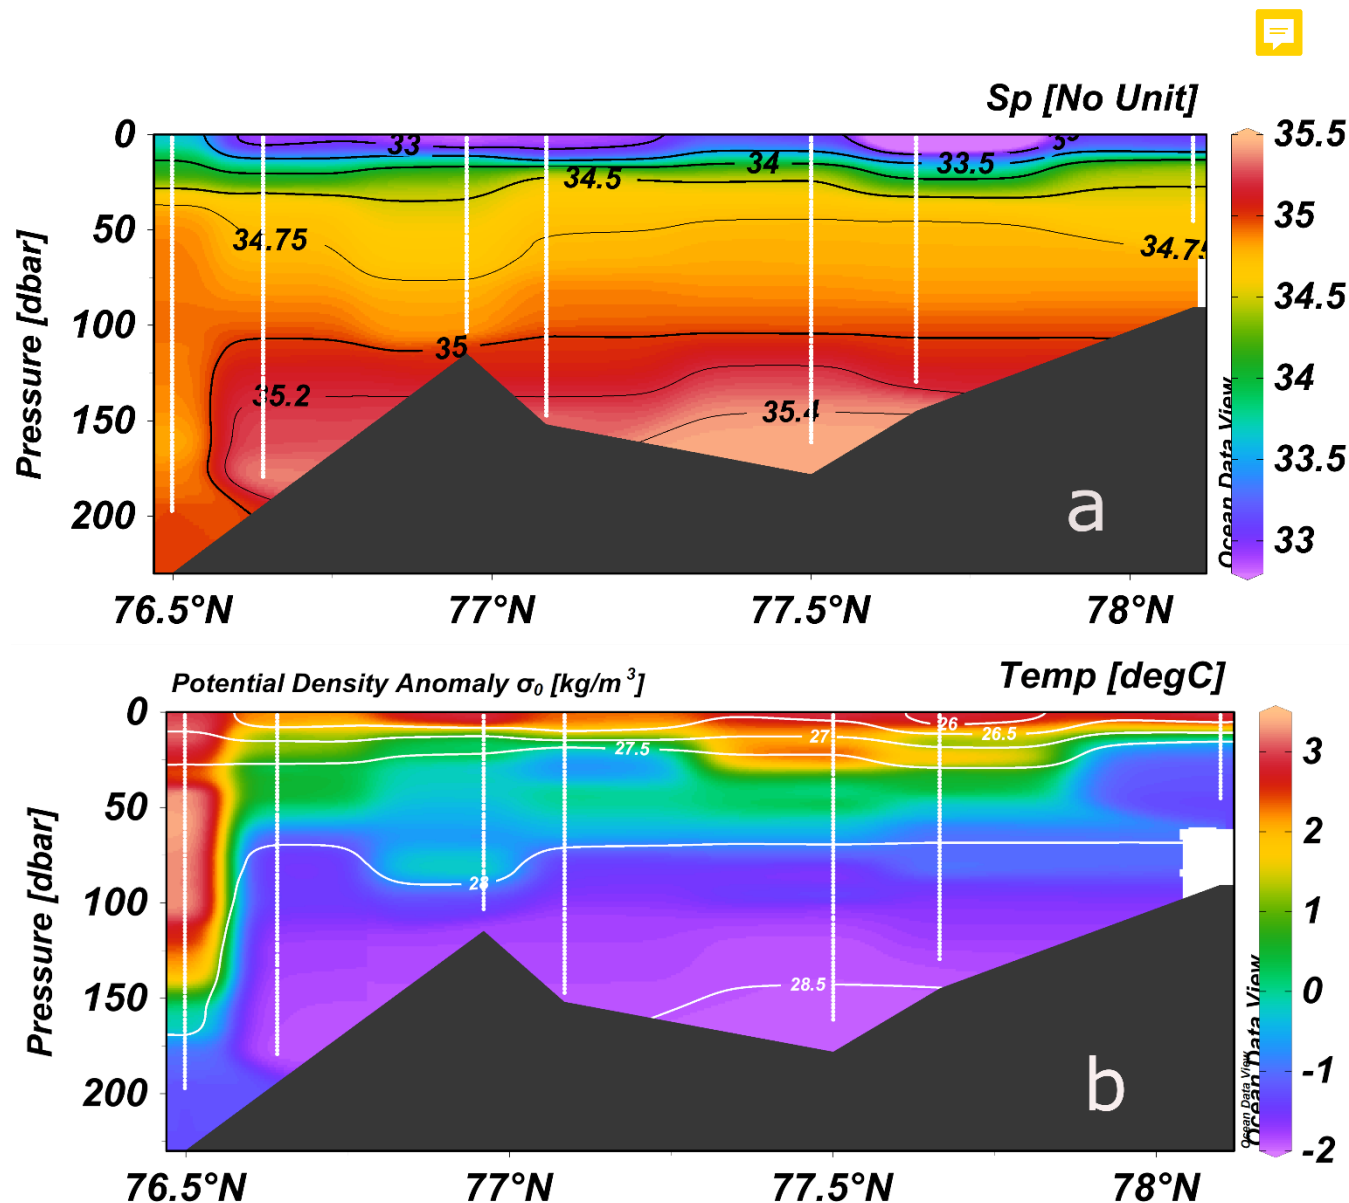 Sp [No Unit]
0
50
100
150
200
Pressure [dbar]
33
34.5
34
33.5
34.75
34.75
35
35.2
35.4
a
76.5°N
77°N
77.5°N
78°N
35.5
35
34.5
34
33.5
33
Ocean Data View
Potential Density Anomaly σ₀ [kg/m³]
Temp [degC]
0
50
100
150
200
Pressure [dbar]
26
27
26.5
27.5
28
28.5
b
76.5°N
77°N
77.5°N
78°N
3
2
1
0
-1
-2
Ocean Data View
Ocean Data View